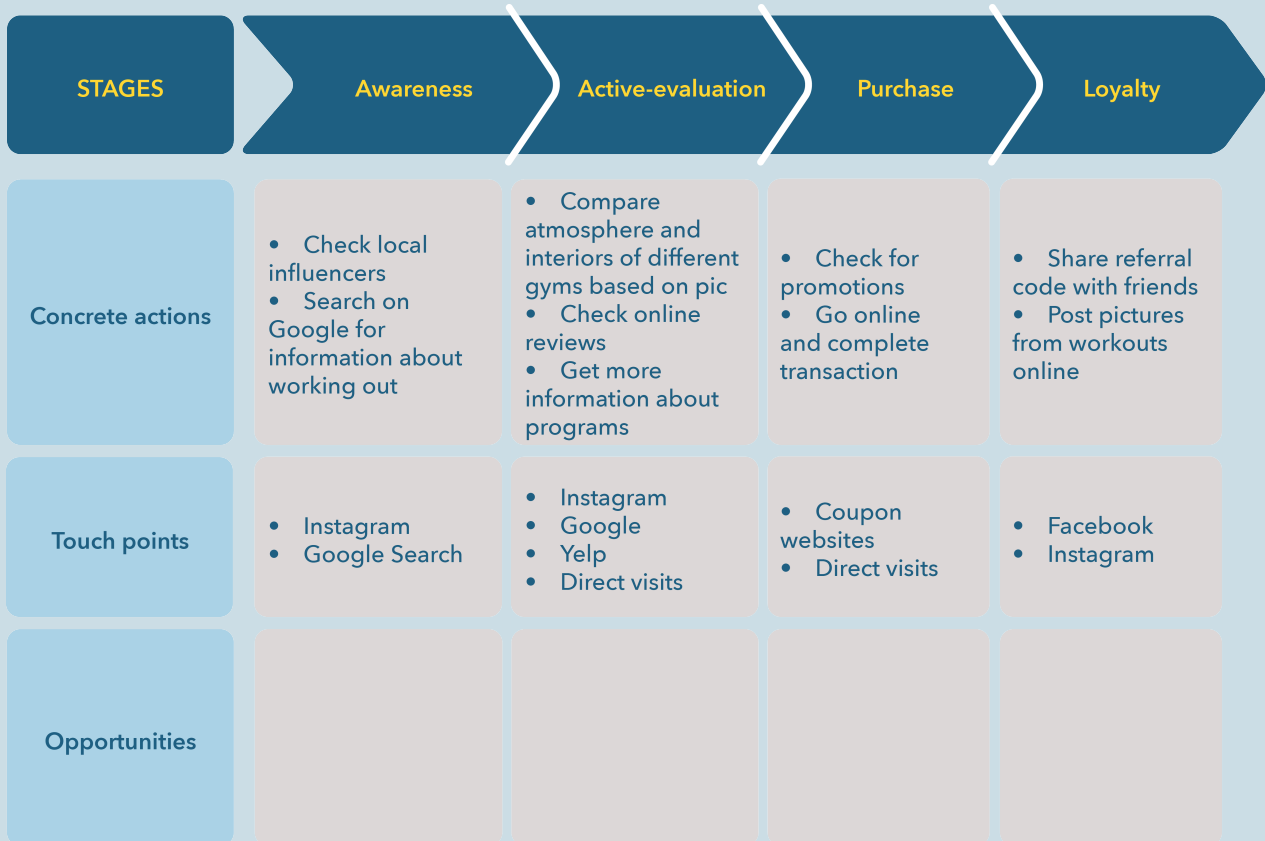 STAGES
Awareness
Active-evaluation
Purchase
Loyalty
Concrete actions
• Check local
influencers
• Search on
Google for
information about
working out
• Compare
atmosphere and
interiors of different
gyms based on pic
• Check online
reviews
• Get more
information about
programs
• Check for
promotions
• Go online
and complete
transaction
• Share referral
code with friends
• Post pictures
from workouts
online
Touch points
• Instagram
• Google Search
• Instagram
• Google
• Yelp
• Direct visits
• Coupon
websites
• Direct visits
• Facebook
• Instagram
Opportunities